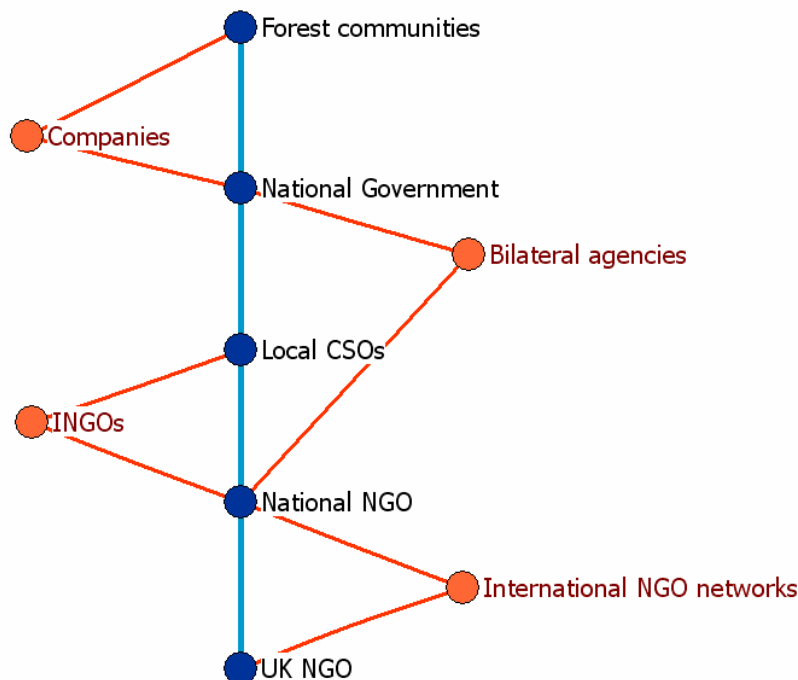 Forest communities
Companies
National Government
Bilateral agencies
Local CSOs
INGOs
National NGO
International NGO networks
UK NGO